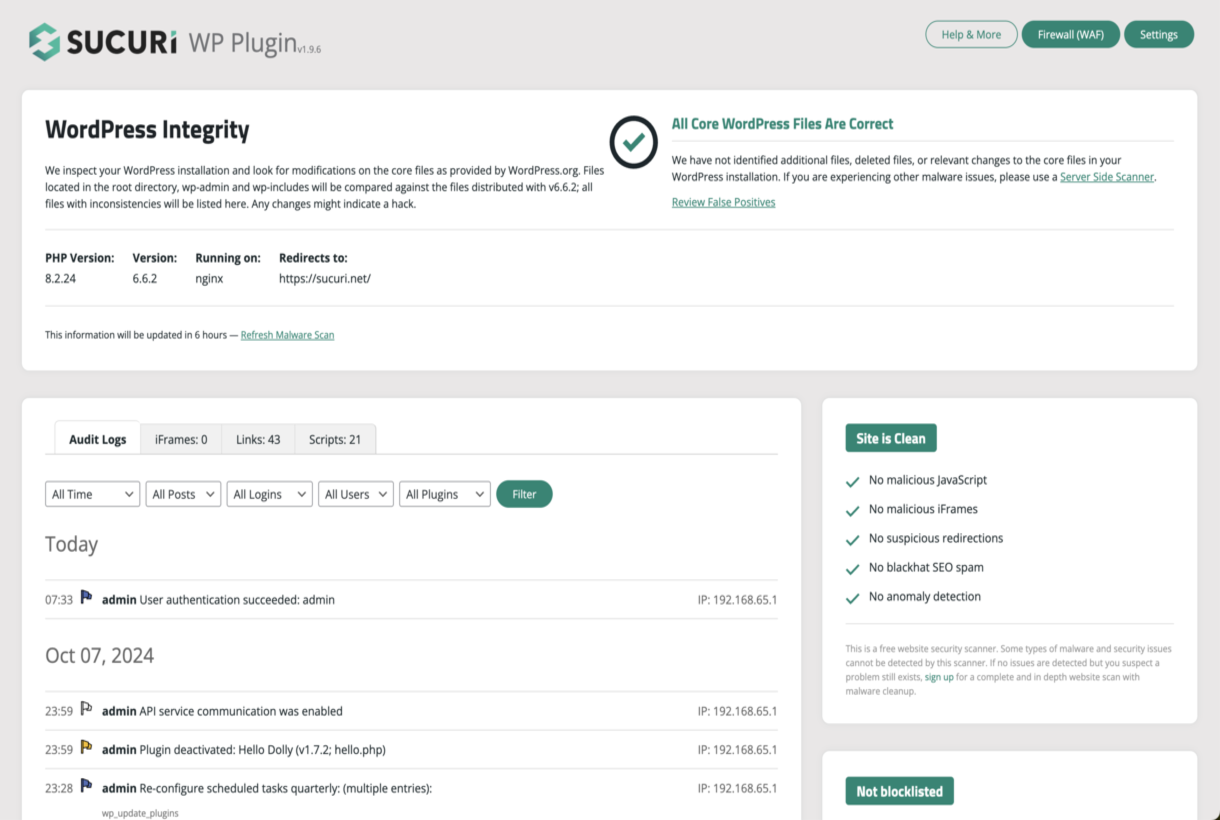 SUCURi WP Plugin v1.9.6
Help & More
Firewall (WAF)
Settings
WordPress Integrity
We inspect your WordPress installation and look for modifications on the core files as provided by WordPress.org. Files
located in the root directory, wp-admin and wp-includes will be compared against the files distributed with v6.6.2; all
files with inconsistencies will be listed here. Any changes might indicate a hack.
All Core WordPress Files Are Correct
We have not identified additional files, deleted files, or relevant changes to the core files in your
WordPress installation. If you are experiencing other malware issues, please use a Server Side Scanner.
Review False Positives
PHP Version: Version: Running on: Redirects to:
8.2.24 6.6.2 nginx https://sucuri.net/
This information will be updated in 6 hours — Refresh Malware Scan
Audit Logs iFrames: 0 Links: 43 Scripts: 21
All Time All Posts All Logins All Users All Plugins Filter
Today
07:33 admin User authentication succeeded: admin IP: 192.168.65.1
Oct 07, 2024
23:59 admin API service communication was enabled IP: 192.168.65.1
23:59 admin Plugin deactivated: Hello Dolly (v1.7.2; hello.php) IP: 192.168.65.1
23:28 admin Re-configure scheduled tasks quarterly: (multiple entries): IP: 192.168.65.1
wp_update_plugins
Site is Clean
No malicious JavaScript
No malicious iFrames
No suspicious redirections
No blackhat SEO spam
No anomaly detection
This is a free website security scanner. Some types of malware and security issues
cannot be detected by this scanner. If no issues are detected but you suspect a
problem still exists, sign up for a complete and in depth website scan with
malware cleanup.
Not blocklisted